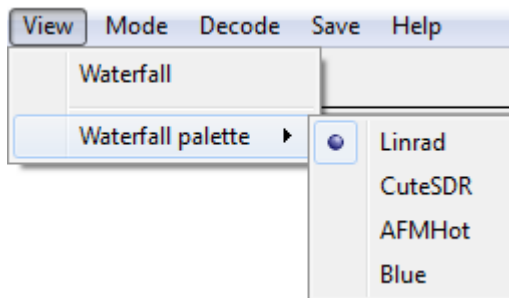 View Mode Decode Save Help
Waterfall
Waterfall palette
Linrad
CuteSDR
AFMHot
Blue